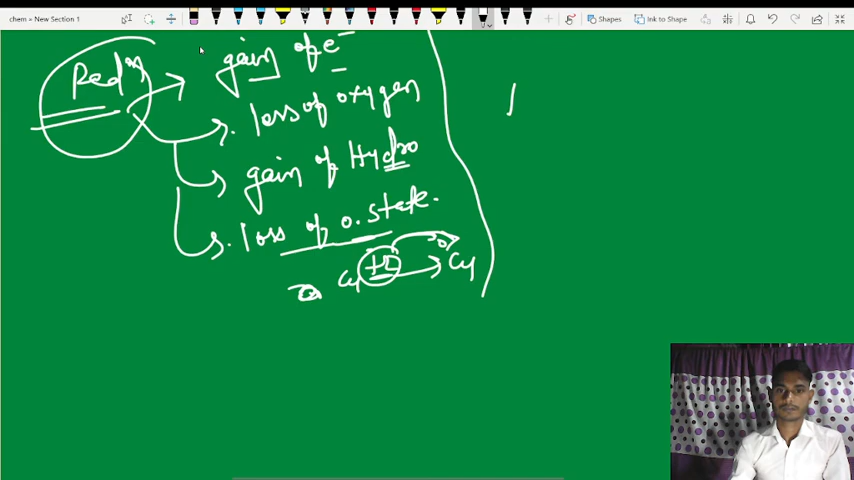 chem » New Section 1
Shapes
Ink to Shape
Redⁿ
gain of e⁻
loss of oxygen
gain of Hydro
loss of o. state.
Cu +2 → Cu